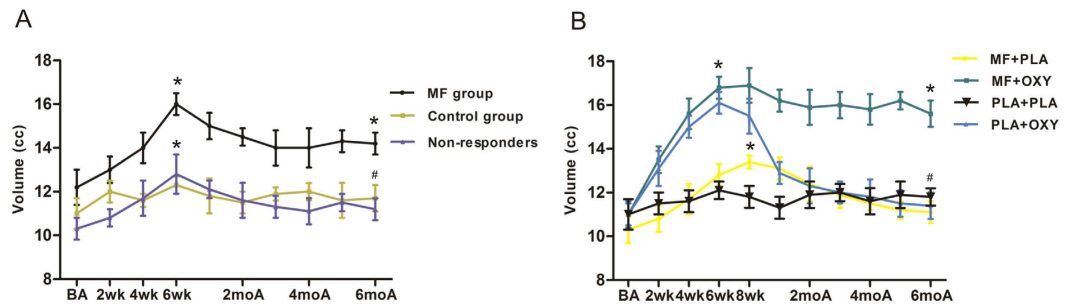 A
18
16
14
12
10
8
Volume (cc)
BA 2wk 4wk 6wk 2moA 4moA 6moA
* * * #
MF group
Control group
Non-responders
B
18
16
14
12
10
8
Volume (cc)
BA 2wk 4wk 6wk 8wk 2moA 4moA 6moA
* * * #
MF+PLA
MF+OXY
PLA+PLA
PLA+OXY